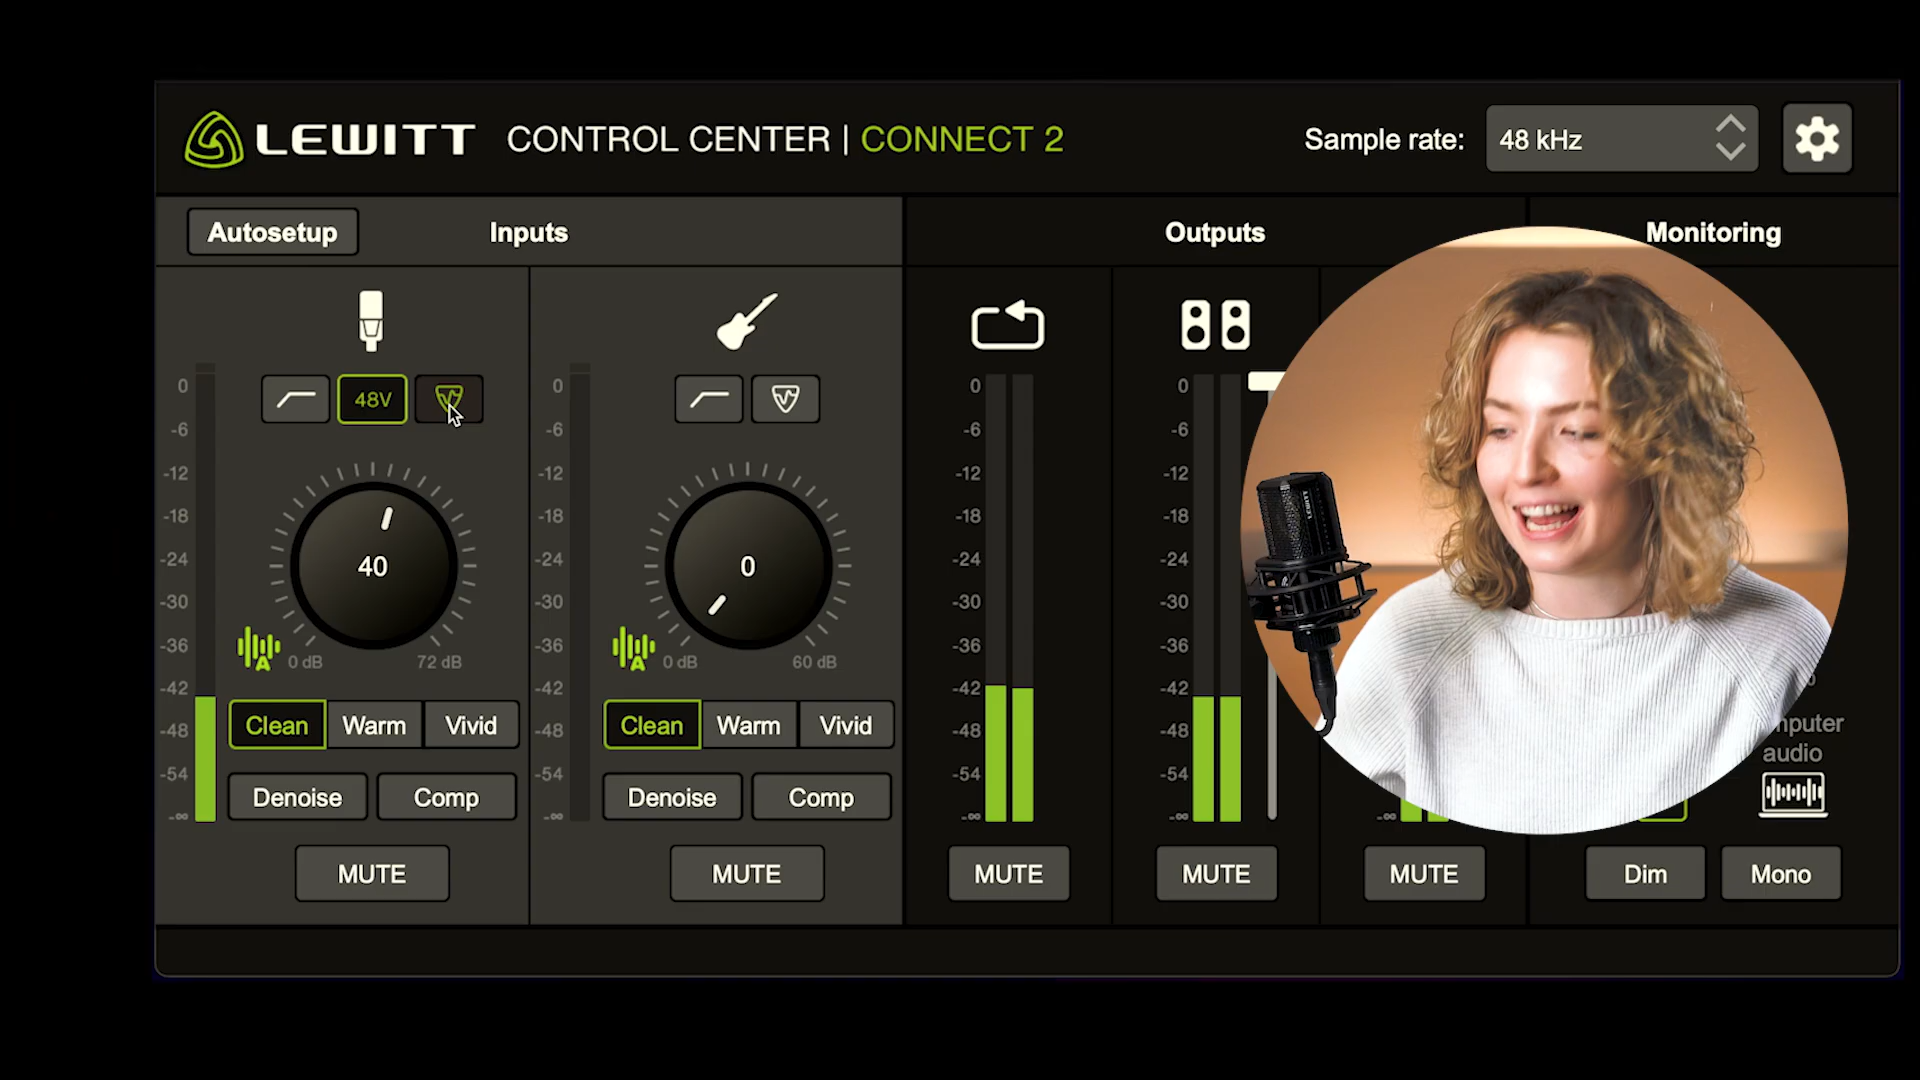 LEWITT CONTROL CENTER | CONNECT 2
Sample rate: 48 kHz
Autosetup Inputs Outputs Monitoring
48V
0 0 0 0
-6 -6 -6 -6
-12 -12 -12 -12
-18 -18 -18 -18
-24 -24 -24 -24
-30 -30 -30 -30
-36 -36 -36 -36
-42 -42 -42 -42
-48 -48 -48 -48
-54 -54 -54 -54
-∞ -∞ -∞ -∞ -∞
40
0 dB 72 dB
0
0 dB 60 dB
Clean Warm Vivid
Clean Warm Vivid
Denoise Comp
Denoise Comp
audio
MUTE MUTE MUTE MUTE MUTE
Dim Mono
LEWITT